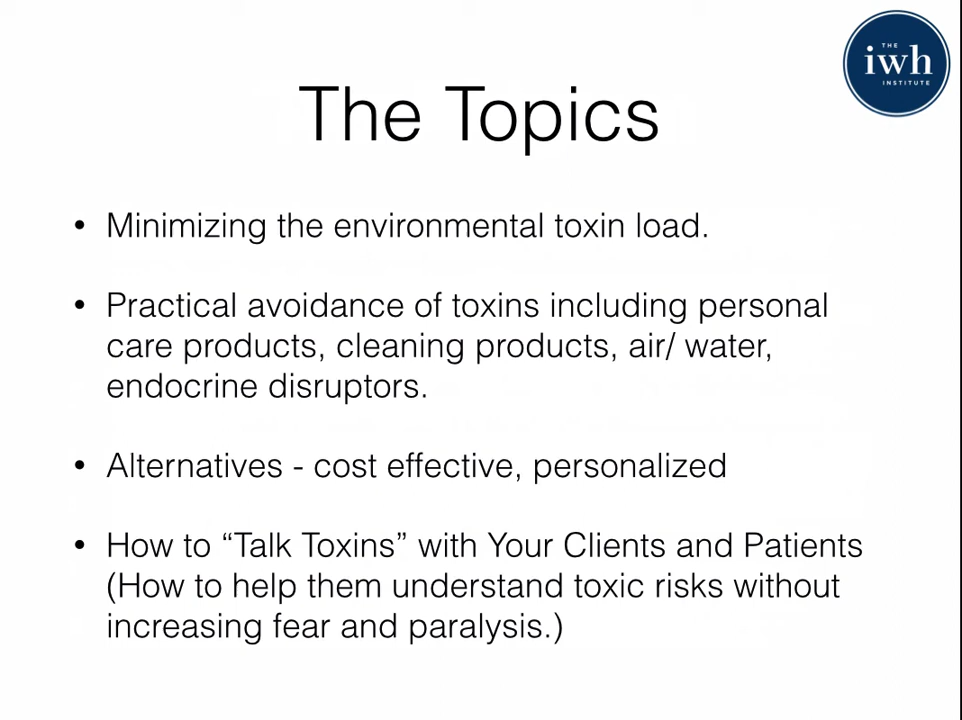 THE
iwh
INSTITUTE
The Topics
• Minimizing the environmental toxin load.
• Practical avoidance of toxins including personal
care products, cleaning products, air/ water,
endocrine disruptors.
• Alternatives - cost effective, personalized
• How to “Talk Toxins” with Your Clients and Patients
(How to help them understand toxic risks without
increasing fear and paralysis.)